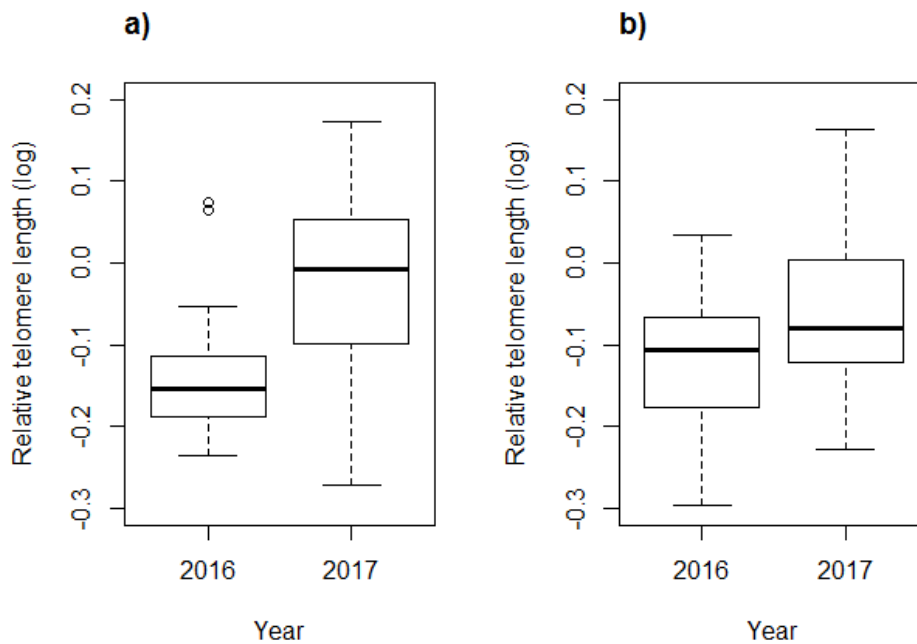 a)
Relative telomere length (log)
0.2
0.1
0.0
-0.1
-0.2
-0.3
2016 2017
Year
b)
Relative telomere length (log)
0.2
0.1
0.0
-0.1
-0.2
-0.3
2016 2017
Year